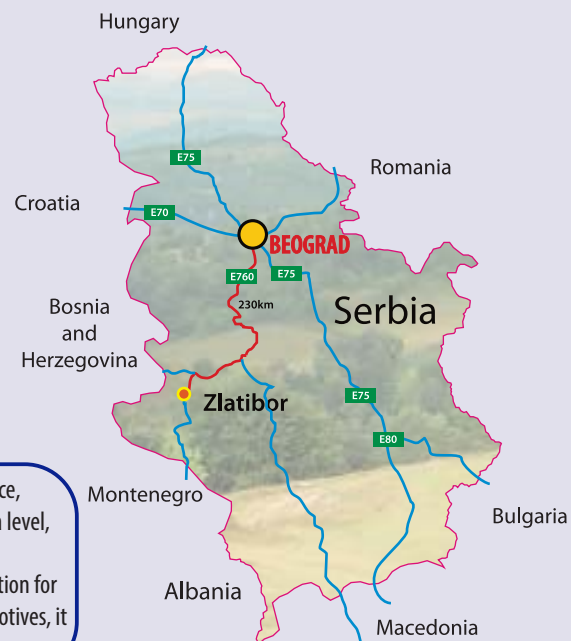 Hungary
E75
Romania
Croatia
E70
BEOGRAD
E760
E75
230km
Serbia
Bosnia
and
Herzegovina
Zlatibor
E75
E80
Montenegro
Bulgaria
Albania
Macedonia
level,
tion for
otives, it